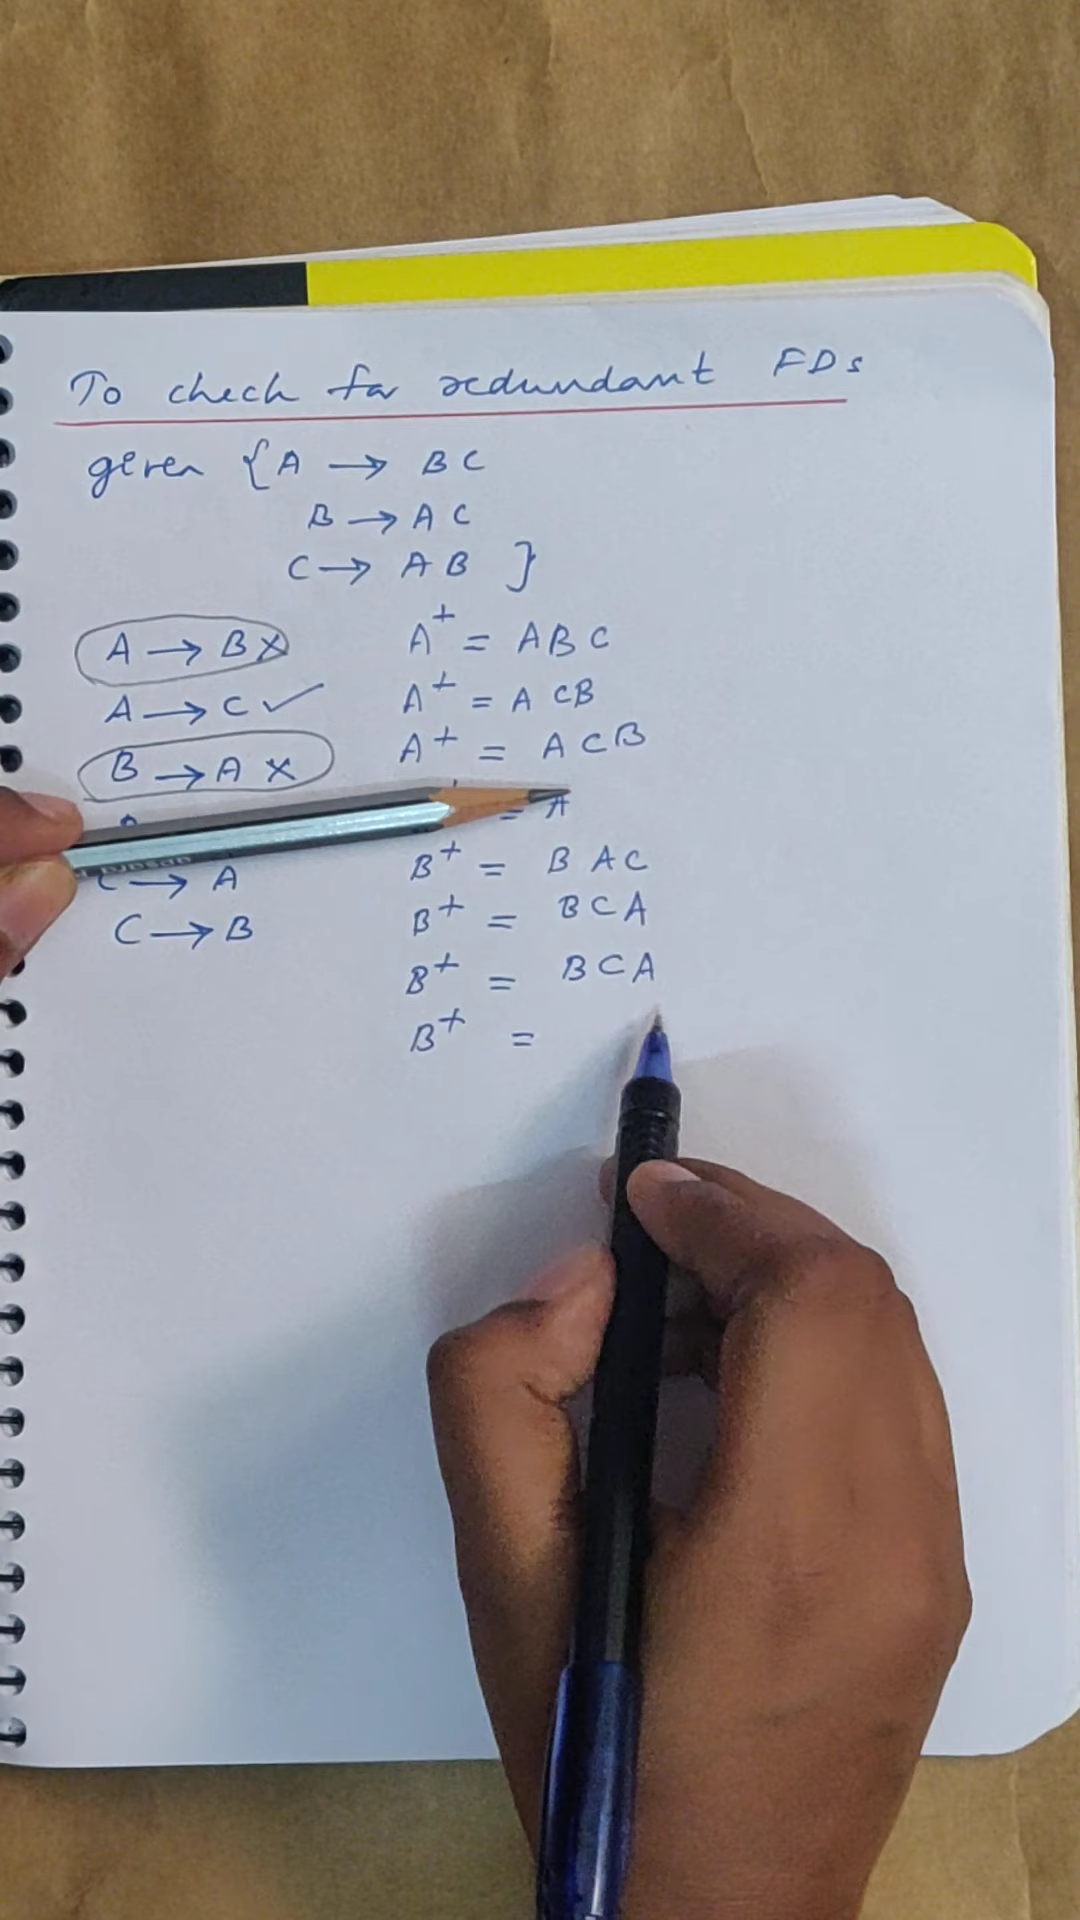 To check for redundant FDs
given { A → BC
B → AC
C → AB }
A → B × A⁺ = ABC
A → C ✓ A⁺ = ACB
B → A × A⁺ = ACB
= A
C → A B⁺ = BAC
C → B B⁺ = BCA
B⁺ = BCA
B⁺ =